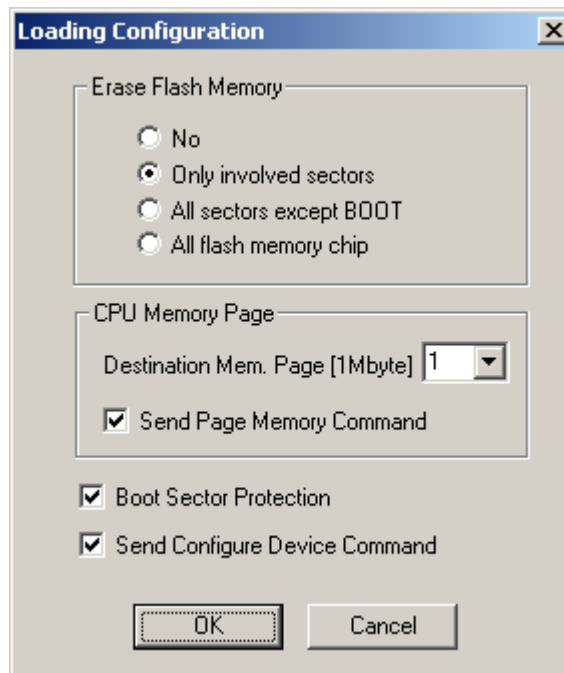 Loading Configuration
Erase Flash Memory
No
Only involved sectors
All sectors except BOOT
All flash memory chip
CPU Memory Page
Destination Mem. Page [1Mbyte] 1
Send Page Memory Command
Boot Sector Protection
Send Configure Device Command
OK Cancel